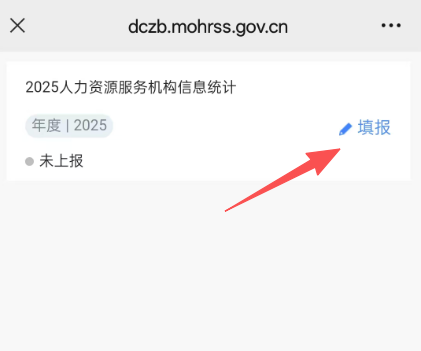 dczb.mohrss.gov.cn
2025人力资源服务机构信息统计
年度 | 2025
填报
未上报